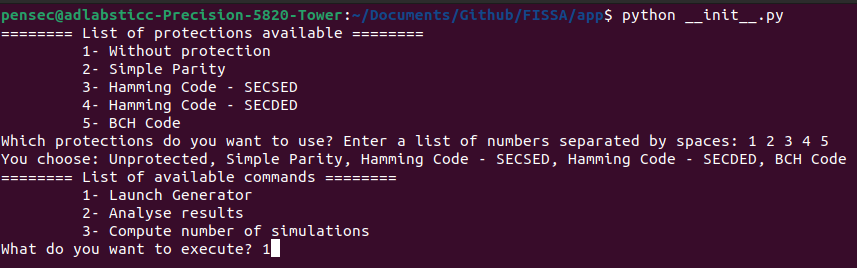 pensec@adlabsticc-Precision-5820-Tower:~/Documents/Github/FISSA/app$ python __init__.py
======== List of protections available ========
1- Without protection
2- Simple Parity
3- Hamming Code - SECSED
4- Hamming Code - SECDED
5- BCH Code
Which protections do you want to use? Enter a list of numbers separated by spaces: 1 2 3 4 5
You choose: Unprotected, Simple Parity, Hamming Code - SECSED, Hamming Code - SECDED, BCH Code
======== List of available commands ========
1- Launch Generator
2- Analyse results
3- Compute number of simulations
What do you want to execute? 1